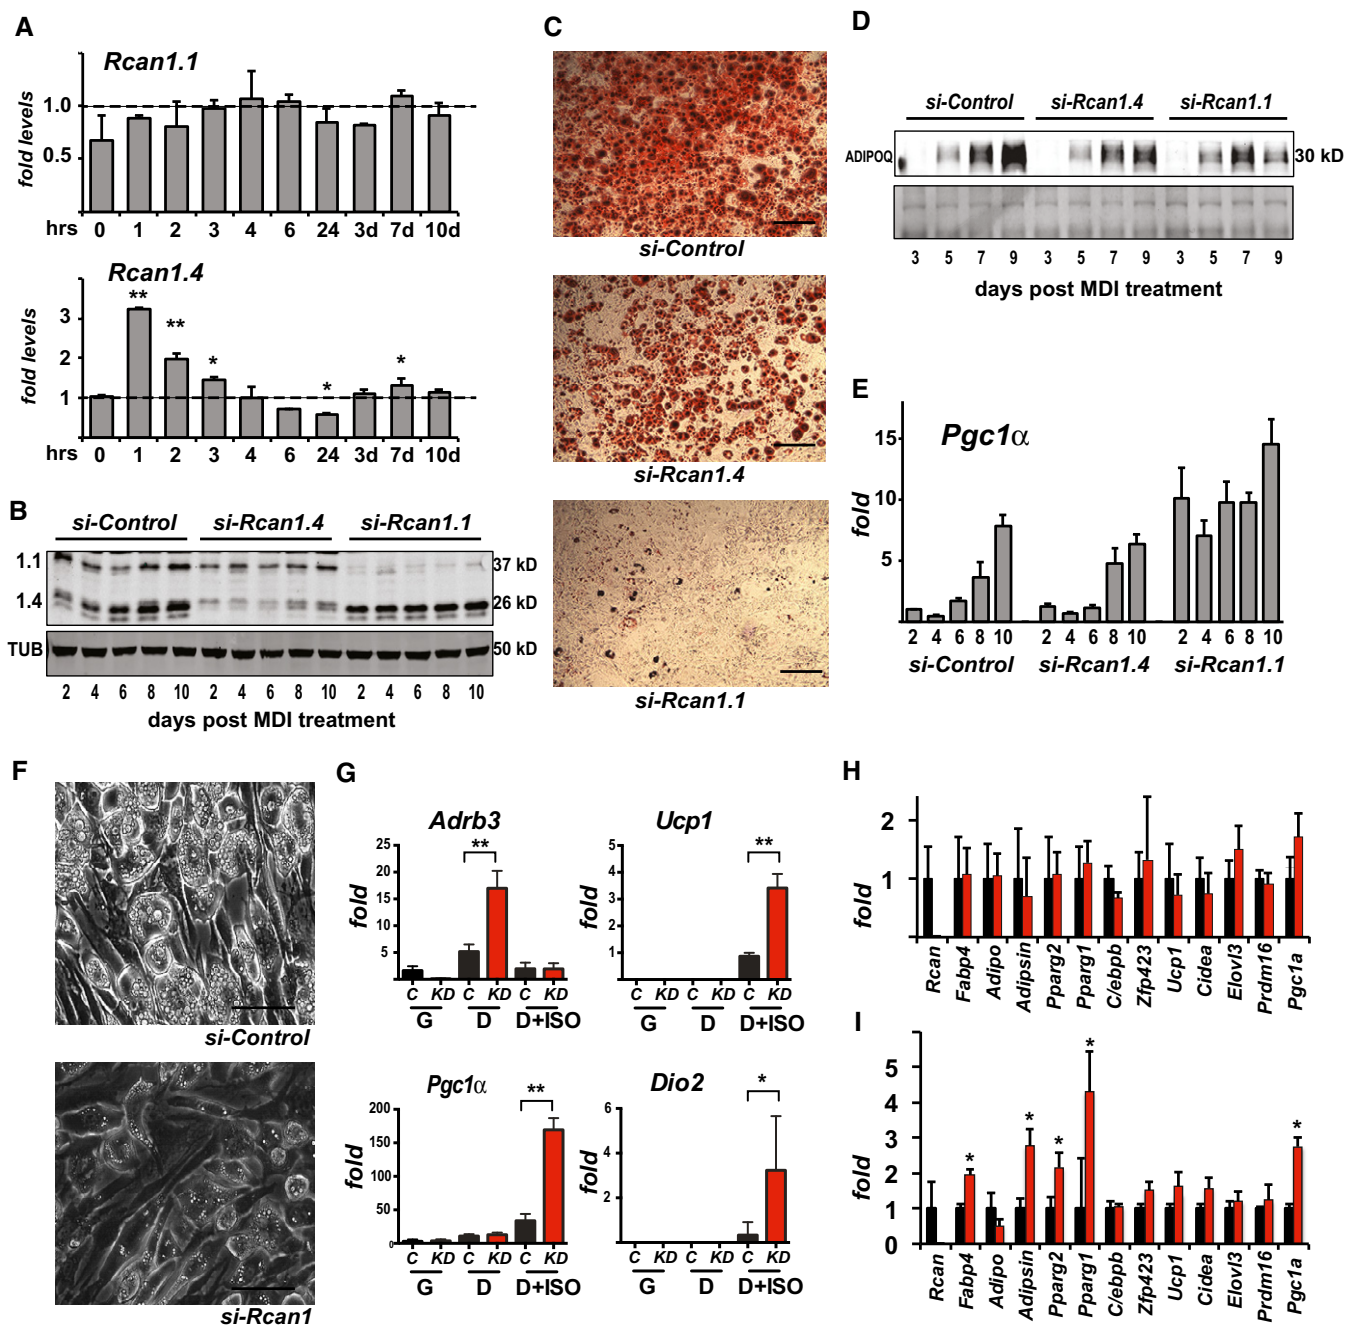 A
Rcan1.1
fold levels
1.0
0.5
hrs 0 1 2 3 4 6 24 3d 7d 10d
Rcan1.4
fold levels
3
2
1
** ** * * *
hrs 0 1 2 3 4 6 24 3d 7d 10d
B
si-Control si-Rcan1.4 si-Rcan1.1
1.1 37 kD
1.4 26 kD
TUB 50 kD
2 4 6 8 10 2 4 6 8 10 2 4 6 8 10
days post MDI treatment
C
si-Control
si-Rcan1.4
si-Rcan1.1
D
si-Control si-Rcan1.4 si-Rcan1.1
ADIPOQ 30 kD
3 5 7 9 3 5 7 9 3 5 7 9
days post MDI treatment
E
Pgc1α
fold
15
10
5
2 4 6 8 10 2 4 6 8 10 2 4 6 8 10
si-Control si-Rcan1.4 si-Rcan1.1
F
si-Control
si-Rcan1
G
Adrb3
fold
25
20
15
10
5
**
C KD C KD C KD
G D D+ISO
Ucp1
fold
5
4
3
2
1
**
C KD C KD C KD
G D D+ISO
Pgc1α
fold
200
150
100
50
0
**
C KD C KD C KD
G D D+ISO
Dio2
fold
6
4
2
*
C KD C KD C KD
G D D+ISO
H
fold
2
1
Rcan Fabp4 Adipo Adipsin Pparg2 Pparg1 C/ebpb Zfp423 Ucp1 Cidea Elovl3 Prdm16 Pgc1a
I
fold
5
4
3
2
1
0
* * * * *
Rcan Fabp4 Adipo Adipsin Pparg2 Pparg1 C/ebpb Zfp423 Ucp1 Cidea Elovl3 Prdm16 Pgc1a